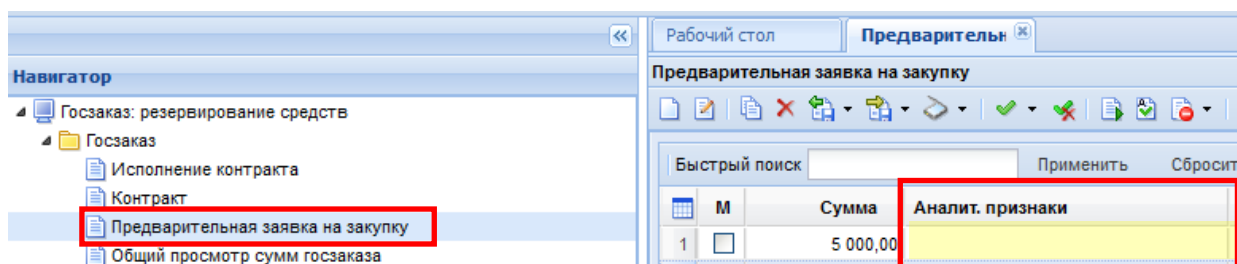 Навигатор
Госзаказ: резервирование средств
Госзаказ
Исполнение контракта
Контракт
Предварительная заявка на закупку
Общий просмотр сумм госзаказа
Рабочий стол
Предварительн
Предварительная заявка на закупку
Быстрый поиск Применить Сбросит
М Сумма Аналит. признаки
1 5 000,00